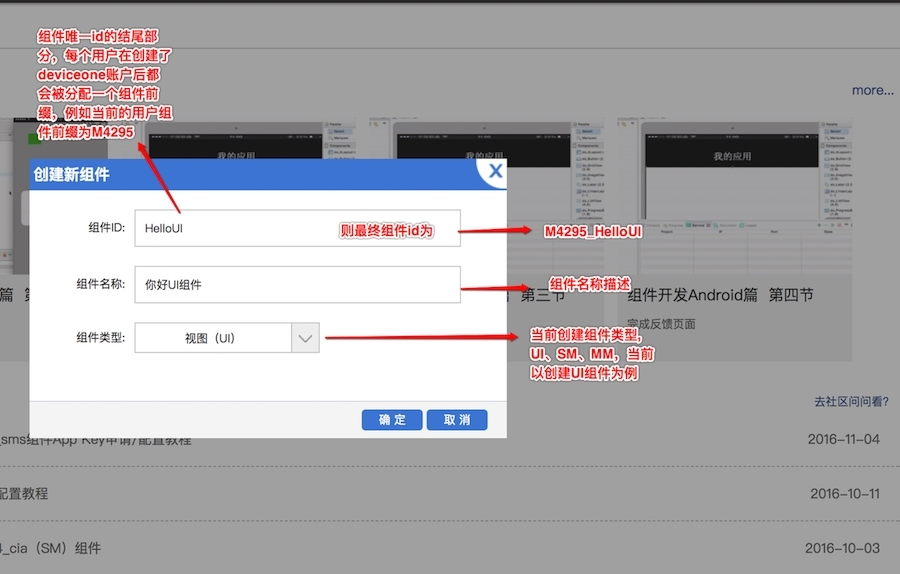 组件唯一id的结尾部
分，每个用户在创建了
deviceone账户后都
会被分配一个组件前
缀，例如当前的用户组
件前缀为M4295
more...
我的应用
我的应用
我的应用
创建新组件
X
组件ID:
HelloUI
则最终组件id为
M4295_HelloUI
组件名称:
你好UI组件
组件名称描述
篇
第三节
组件开发Android篇 第四节
完成反馈页面
组件类型:
视图（UI）
当前创建组件类型,
UI、SM、MM，当前
以创建UI组件为例
去社区问问看?
确 定
取 消
_sms组件App Key申请/配置教程
2016-11-04
配置教程
2016-10-11
_cia（SM）组件
2016-10-03